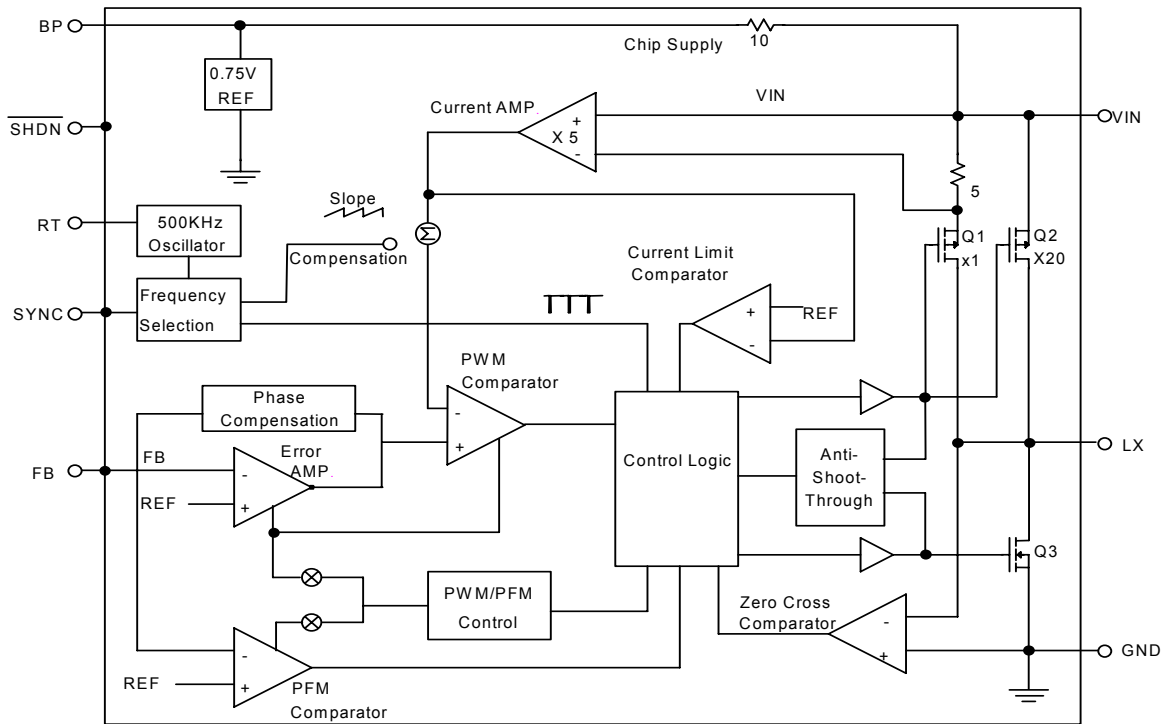 BP
Chip Supply
10
0.75V
REF
Current AMP.
VIN
+
X 5
-
VIN
SHDN
5
Slope
RT
500KHz
Oscillator
Σ
Q1
x1
Q2
X20
Compensation
Current Limit
Comparator
Frequency
Selection
SYNC
+
REF
-
PWM
Comparator
Phase
Compensation
-
+
Control Logic
LX
Error
AMP.
FB
FB
-
REF
+
Anti-
Shoot-
Through
Q3
PWM/PFM
Control
Zero Cross
Comparator
-
+
GND
-
REF
+
PFM
Comparator